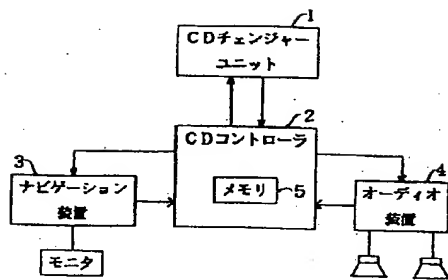 1
CDチェンジャー
ユニット
2
CDコントローラ
メモリ 5
3
ナビゲーション
装置
モニタ
4
オーディオ
装置